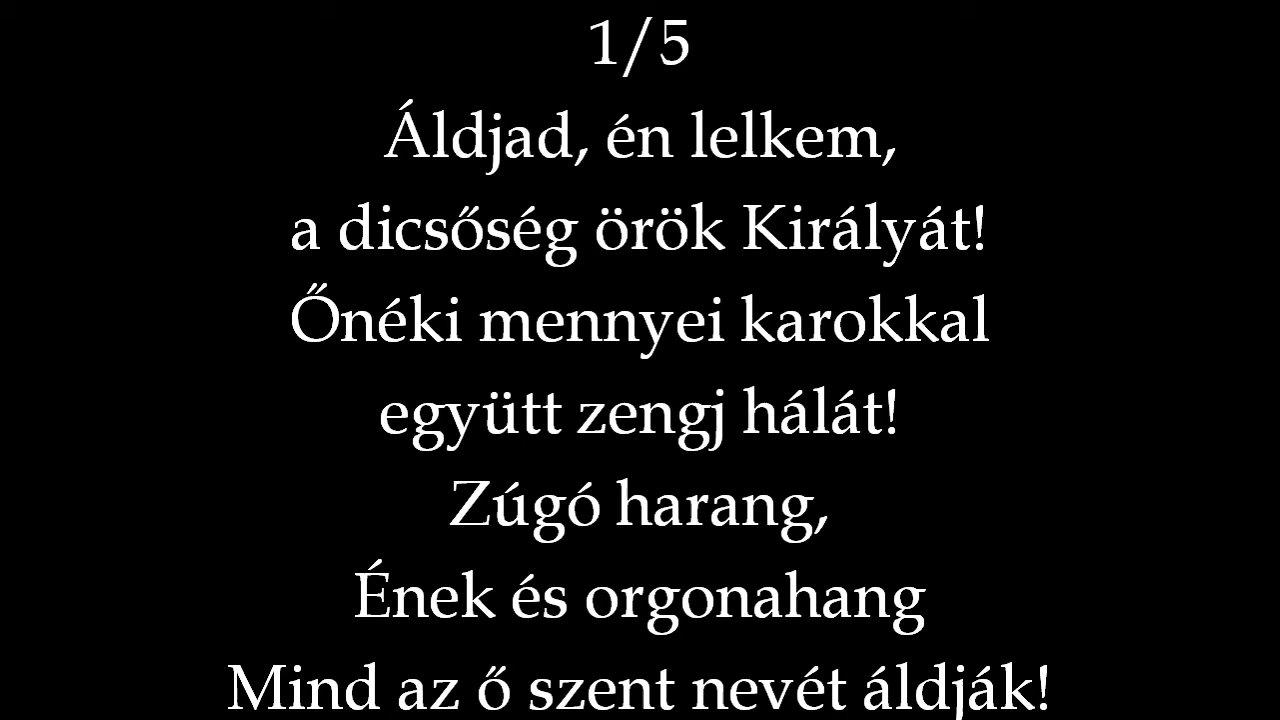 1/5
Áldjad, én lelkem,
a dicsőség örök Királyát!
Őnéki mennyei karokkal
együtt zengj hálát!
Zúgó harang,
Ének és orgonahang
Mind az ő szent nevét áldják!